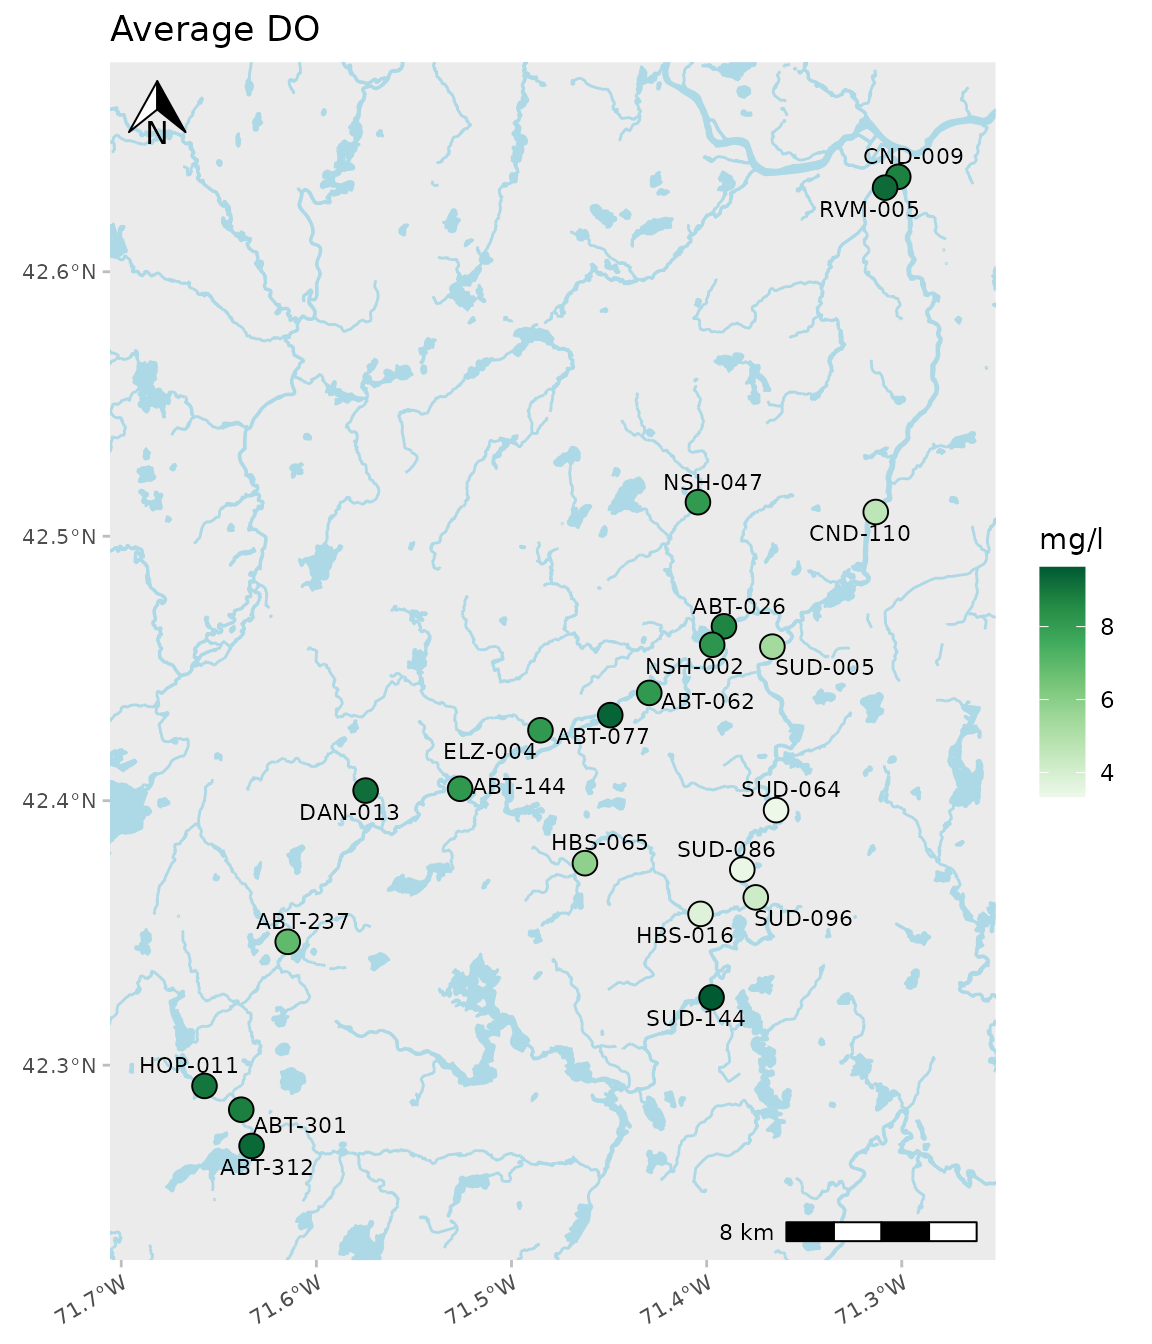 Average DO
N
CND-009
RVM-005
42.6°N
NSH-047
CND-110
42.5°N
mg/l
ABT-026
8
NSH-002
SUD-005
ABT-062
6
ABT-077
ELZ-004
4
ABT-144
SUD-064
42.4°N
DAN-013
HBS-065
SUD-086
SUD-096
ABT-237
HBS-016
SUD-144
HOP-011
42.3°N
ABT-301
ABT-312
8 km
71.7°W
71.6°W
71.5°W
71.4°W
71.3°W